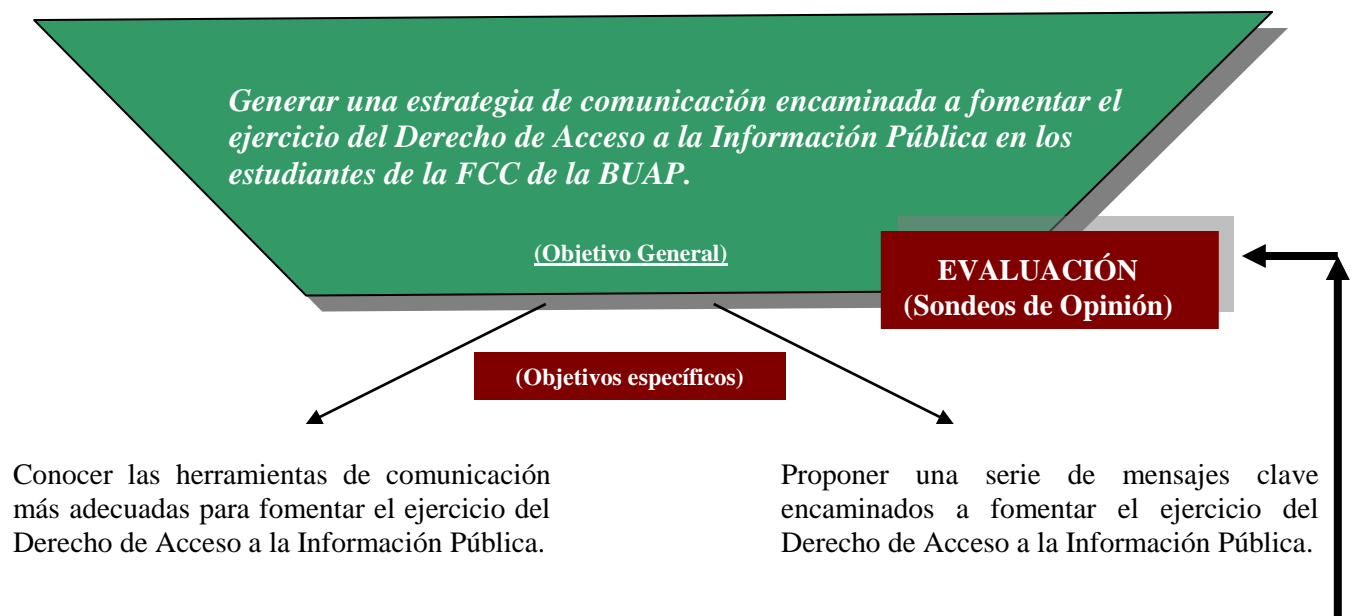 Generar una estrategia de comunicación encaminada a fomentar el
ejercicio del Derecho de Acceso a la Información Pública en los
estudiantes de la FCC de la BUAP.
(Objetivo General)
EVALUACIÓN
(Sondeos de Opinión)
(Objetivos específicos)
Conocer las herramientas de comunicación
más adecuadas para fomentar el ejercicio del
Derecho de Acceso a la Información Pública.
Proponer una serie de mensajes clave
encaminados a fomentar el ejercicio del
Derecho de Acceso a la Información Pública.